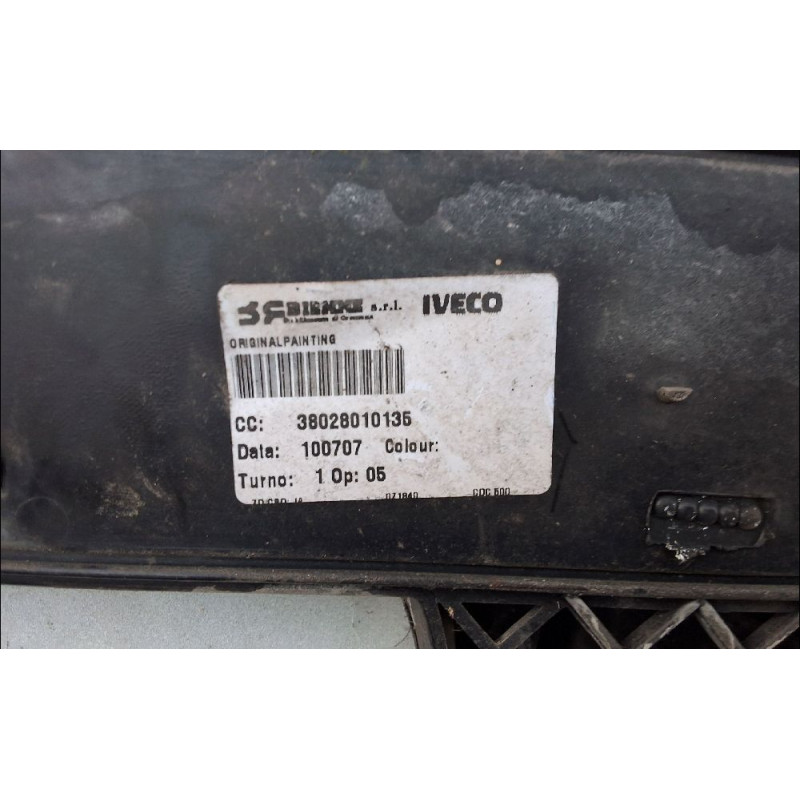 s.r.l. IVECO
ORIGINALPAINTING
CC: 38028010135
Data: 100707 Colour:
Turno: 1 Op: 05